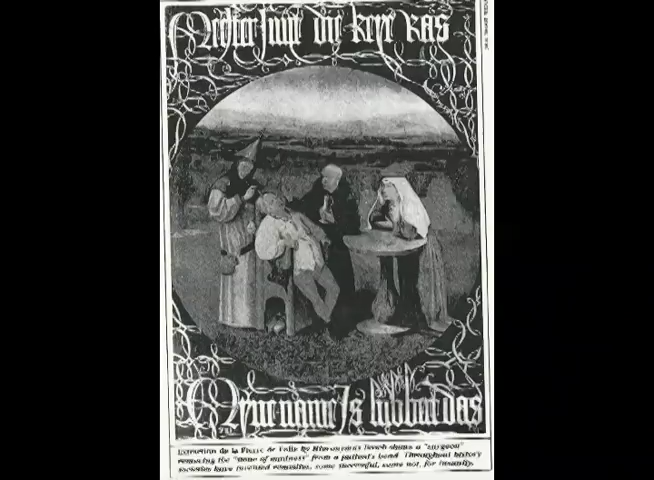 Meester snyt die keye ras
Myne name Is lubbert das
Extraction de la Pierre de Folie by Hieronymus Bosch shows a "surgeon"
removing the "stone of madness" from a patient's head. Throughout history
societies have invented remedies, some successful, some not, for insanity.